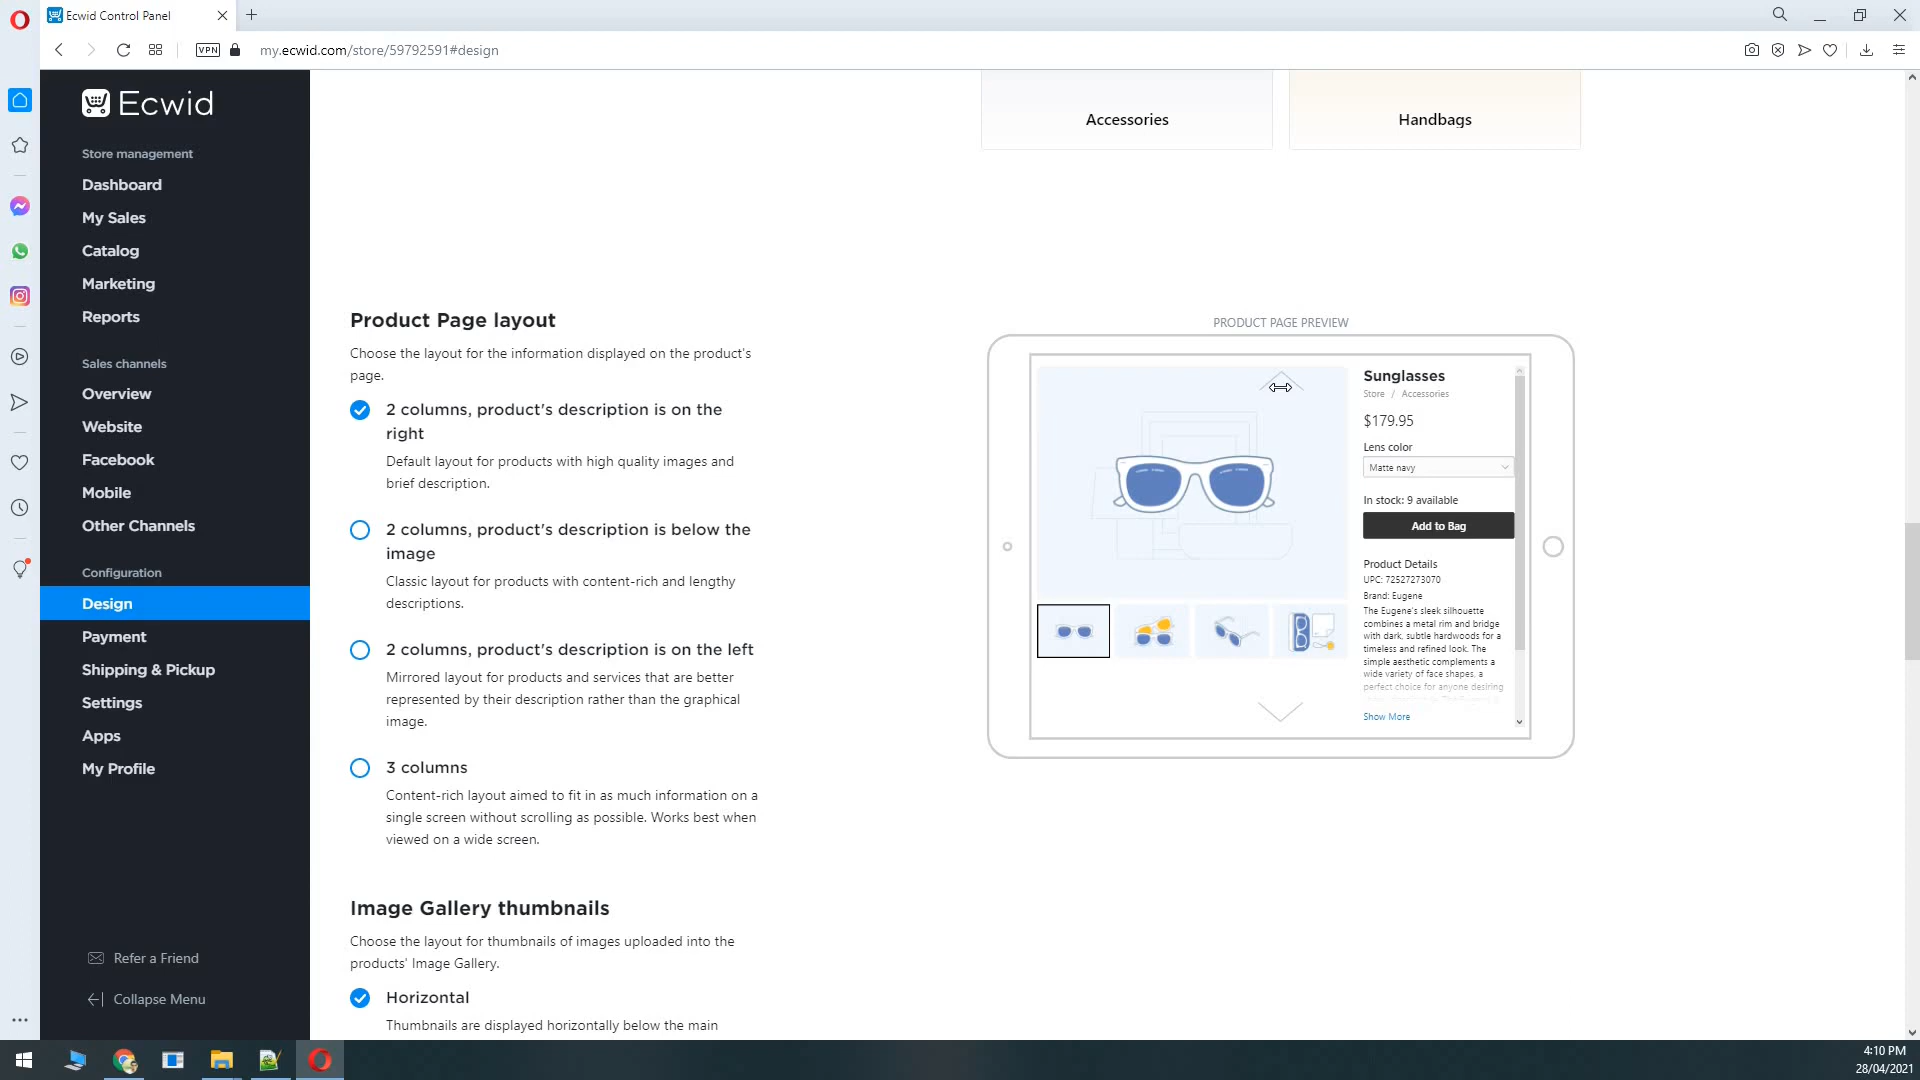 Ecwid Control Panel
VPN
my.ecwid.com/store/59792591#design
Ecwid
Store management
Dashboard
My Sales
Catalog
Marketing
Reports
Sales channels
Overview
Website
Facebook
Mobile
Other Channels
Configuration
Design
Payment
Shipping & Pickup
Settings
Apps
My Profile
Refer a Friend
Collapse Menu
Accessories
Handbags
Product Page layout
Choose the layout for the information displayed on the product's
page.
2 columns, product's description is on the
right
Default layout for products with high quality images and
brief description.
2 columns, product's description is below the
image
Classic layout for products with content-rich and lengthy
descriptions.
2 columns, product's description is on the left
Mirrored layout for products and services that are better
represented by their description rather than the graphical
image.
3 columns
Content-rich layout aimed to fit in as much information on a
single screen without scrolling as possible. Works best when
viewed on a wide screen.
Image Gallery thumbnails
Choose the layout for thumbnails of images uploaded into the
products' Image Gallery.
Horizontal
Thumbnails are displayed horizontally below the main
PRODUCT PAGE PREVIEW
Sunglasses
Store / Accessories
$179.95
Lens color
Matte navy
In stock: 9 available
Add to Bag
Product Details
UPC: 72527273070
Brand: Eugene
The Eugene's sleek silhouette
combines a metal rim and bridge
with dark, subtle hardwoods for a
timeless and refined look. The
simple aesthetic complements a
wide variety of face shapes, a
perfect choice for anyone desiring
Show More
4:10 PM
28/04/2021